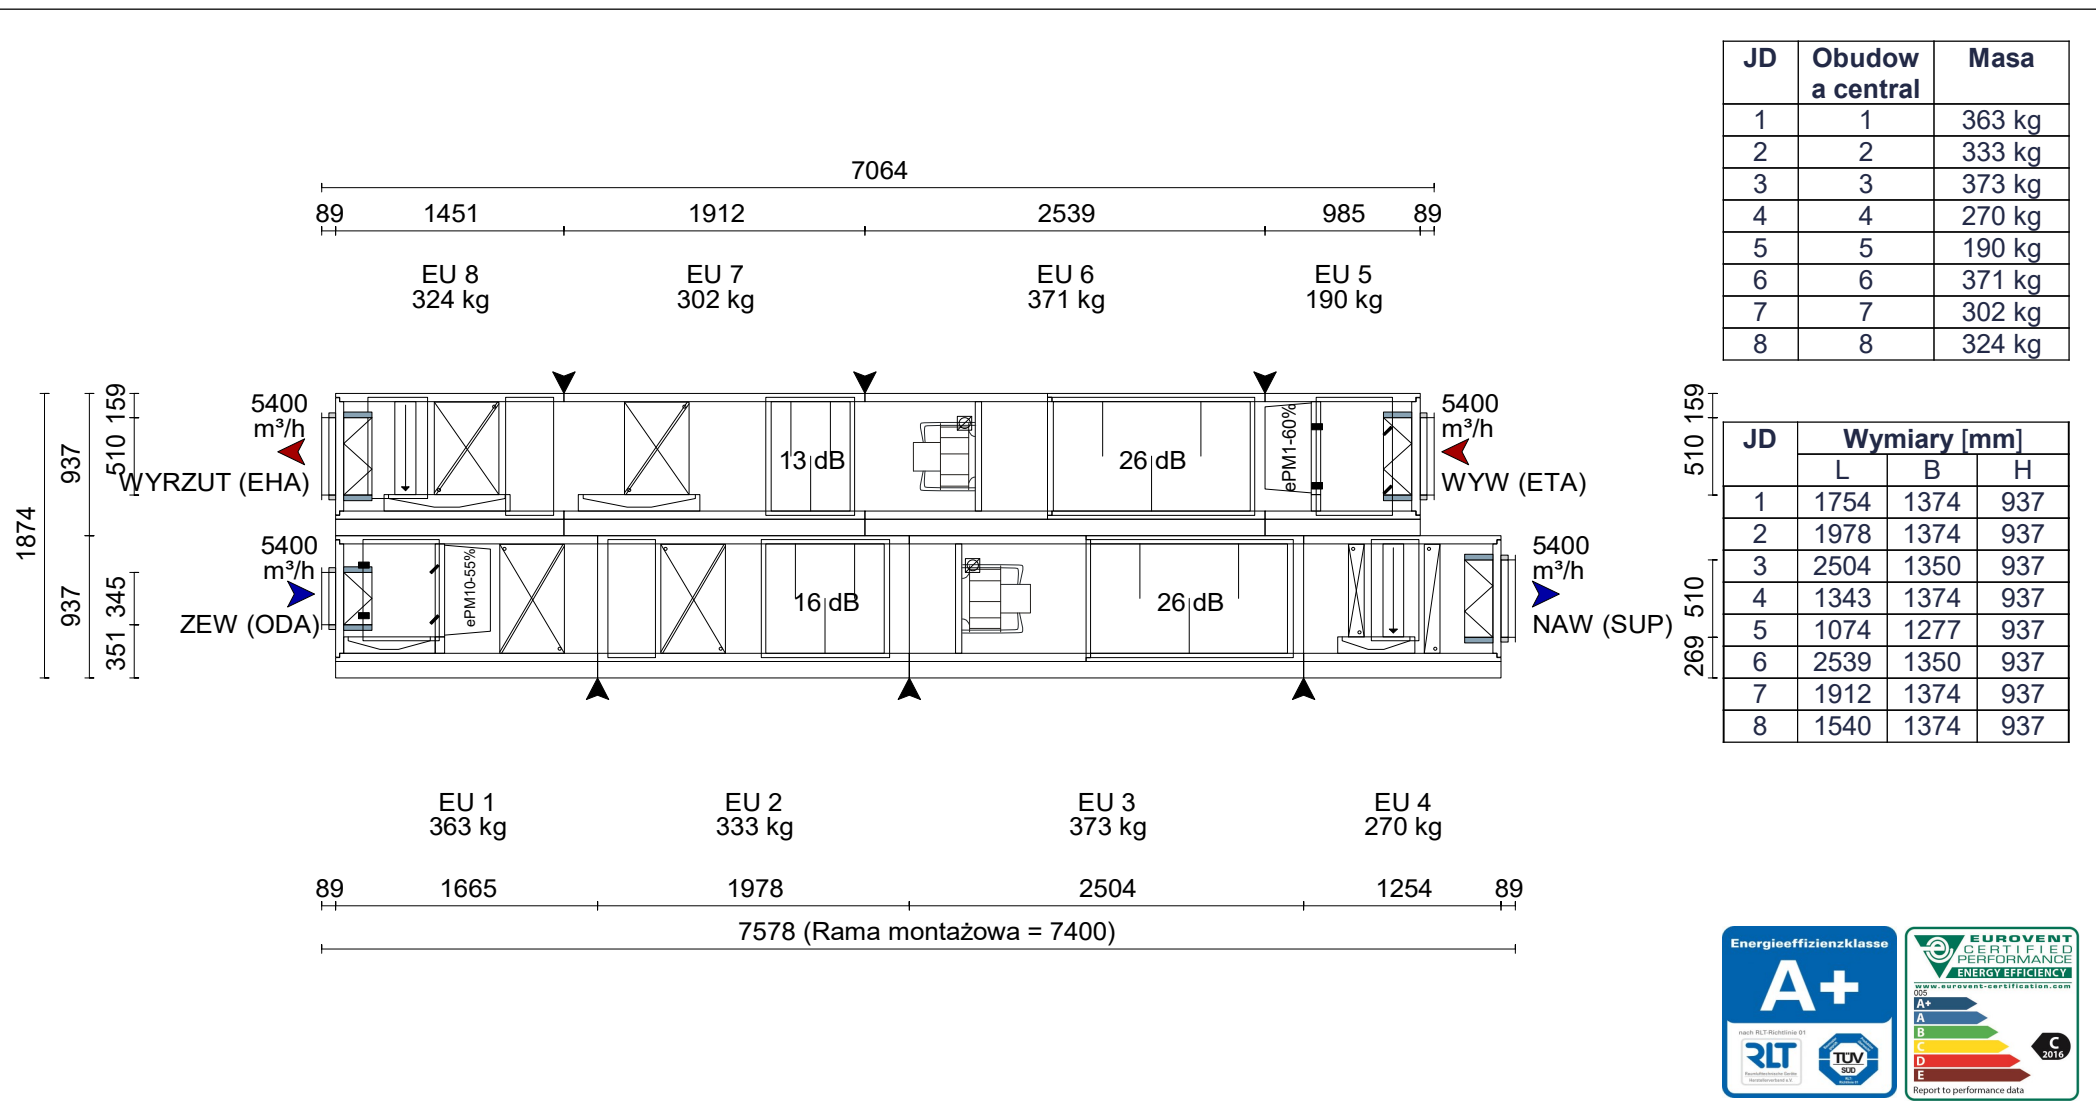 7064
89 1451 1912 2539 985 89
EU 8 EU 7 EU 6 EU 5
324 kg 302 kg 371 kg 190 kg
1874
937
937
159
510
345
351
5400
m³/h
WYRZUT (EHA)
13 dB
26 dB
ePM1-60%
5400
m³/h
WYW (ETA)
5400
m³/h
ZEW (ODA)
ePM10-55%
16 dB
26 dB
5400
m³/h
NAW (SUP)
159
510
510
269
EU 1 EU 2 EU 3 EU 4
363 kg 333 kg 373 kg 270 kg
89 1665 1978 2504 1254 89
7578 (Rama montażowa = 7400)
JD Obudow Masa
a central
1 1 363 kg
2 2 333 kg
3 3 373 kg
4 4 270 kg
5 5 190 kg
6 6 371 kg
7 7 302 kg
8 8 324 kg
JD Wymiary [mm]
L B H
1 1754 1374 937
2 1978 1374 937
3 2504 1350 937
4 1343 1374 937
5 1074 1277 937
6 2539 1350 937
7 1912 1374 937
8 1540 1374 937
Energieeffizienzklasse
A+
nach RLT-Richtlinie 01
RLT
TÜV
SÜD
EUROVENT
CERTIFIED
PERFORMANCE
ENERGY EFFICIENCY
www.eurovent-certification.com
005
A+
A
B
C
D
E
C
2016
Report to performance data